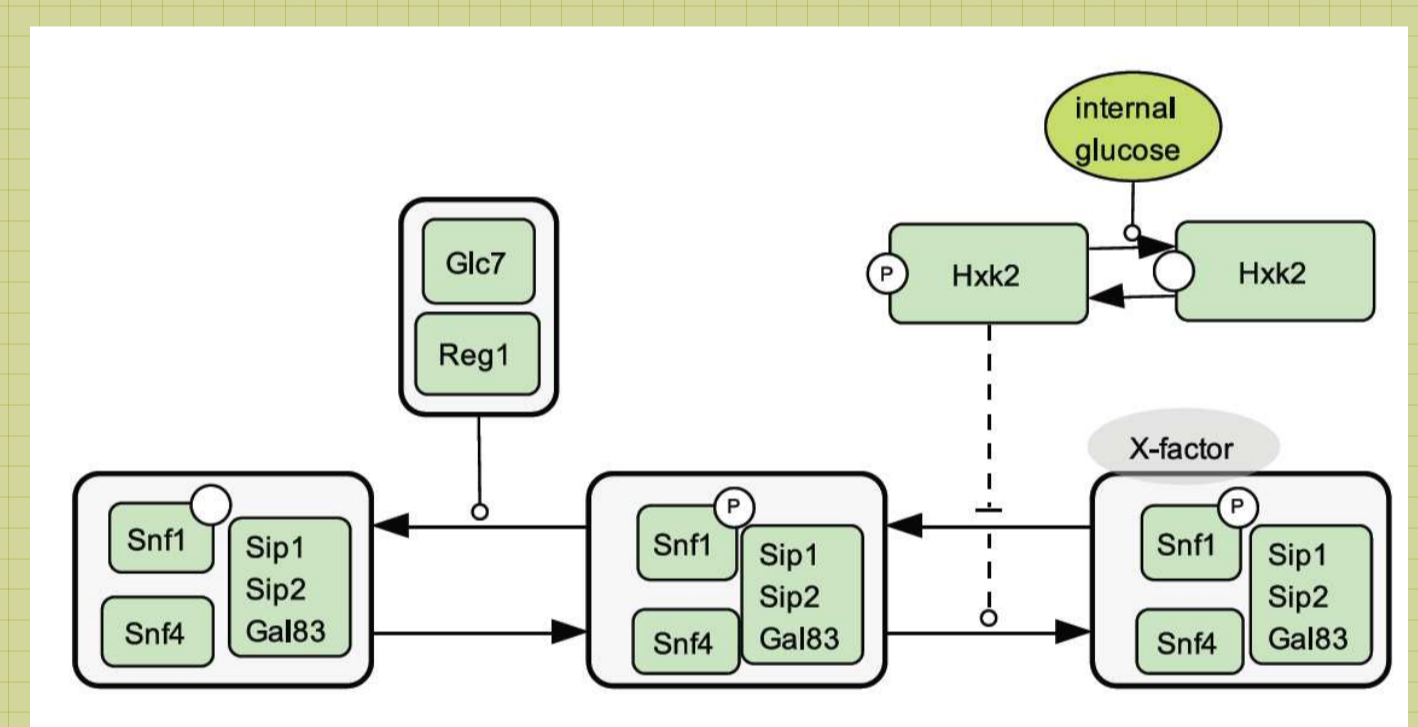 internal
glucose
Glc7
Reg1
P
Hxk2
Hxk2
X-factor
Snf1
Sip1
Sip2
Gal83
Snf4
P
Snf1
Sip1
Sip2
Gal83
Snf4
P
Snf1
Sip1
Sip2
Gal83
Snf4